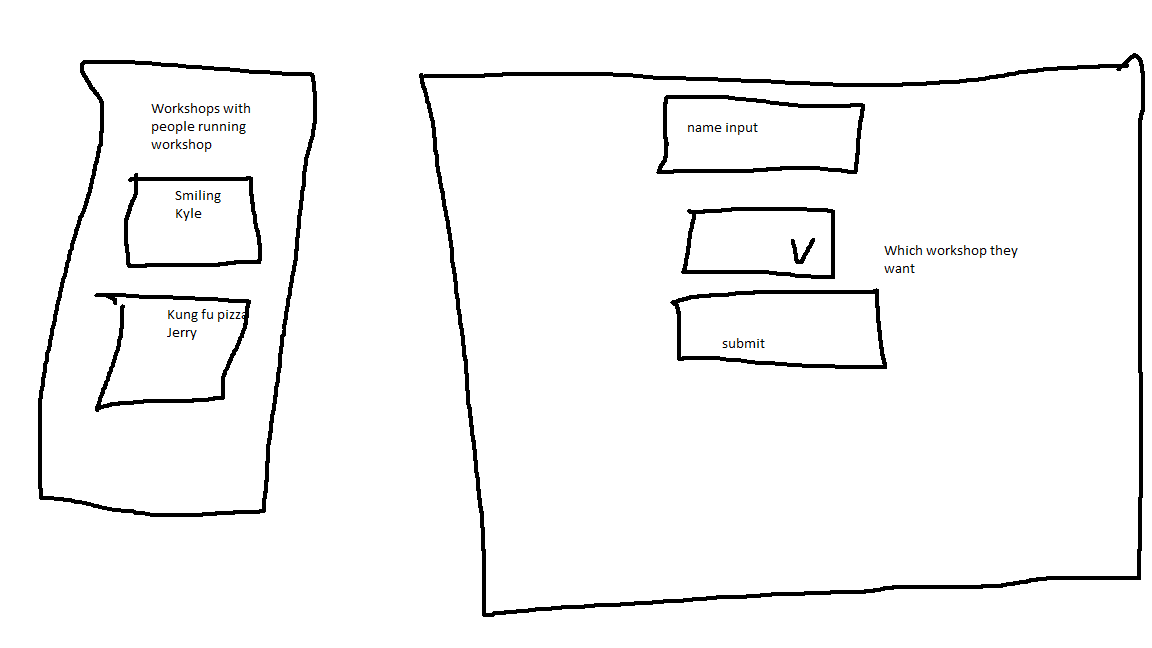 Workshops with
people running
workshop
Smiling
Kyle
Kung fu pizza
Jerry
name input
V
Which workshop they
want
submit